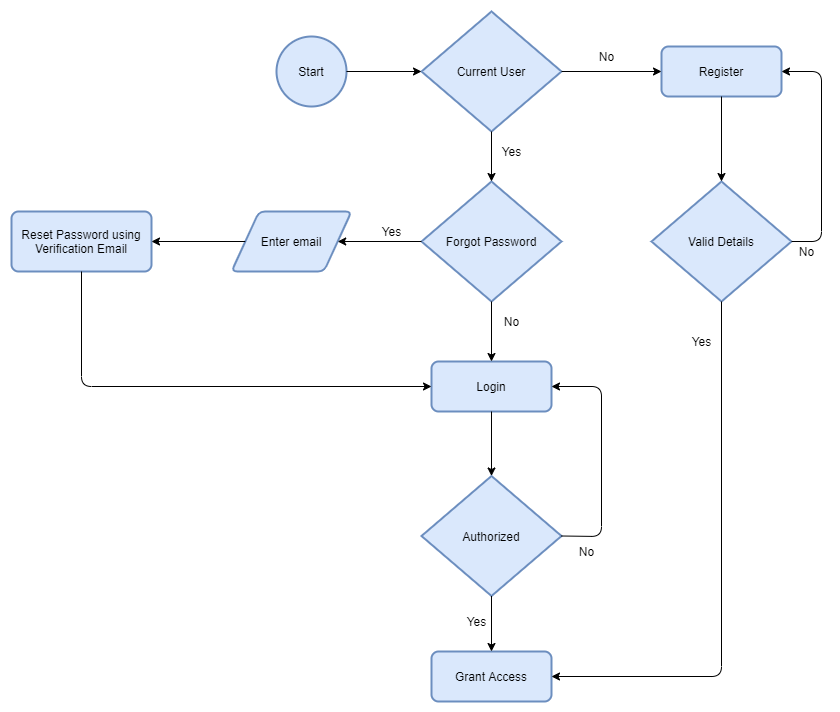 Start
Current User
No
Register
Yes
Reset Password using
Verification Email
Enter email
Yes
Forgot Password
Valid Details
No
No
Yes
Login
Authorized
No
Yes
Grant Access